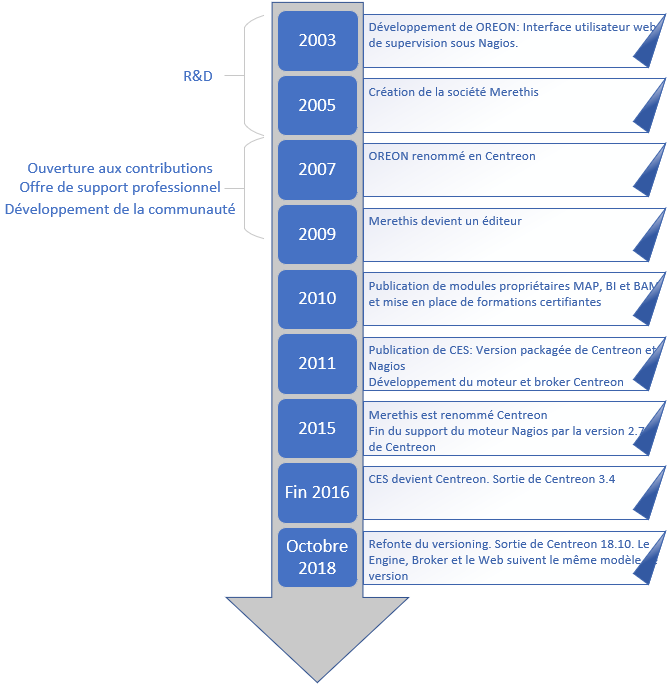 2003
Développement de OREON: Interface utilisateur web
de supervision sous Nagios.
R&D
2005
Création de la société Merethis
2007
OREON renommé en Centreon
Ouverture aux contributions
Offre de support professionnel
Développement de la communauté
2009
Merethis devient un éditeur
2010
Publication de modules propriétaires MAP, BI et BAM
et mise en place de formations certifiantes
2011
Publication de CES: Version packagée de Centreon et
Nagios
Développement du moteur et broker Centreon
2015
Merethis est renommé Centreon
Fin du support du moteur Nagios par la version 2.7
de Centreon
Fin 2016
CES devient Centreon. Sortie de Centreon 3.4
Octobre
2018
Refonte du versioning. Sortie de Centreon 18.10. Le
Engine, Broker et le Web suivent le même modèle
version